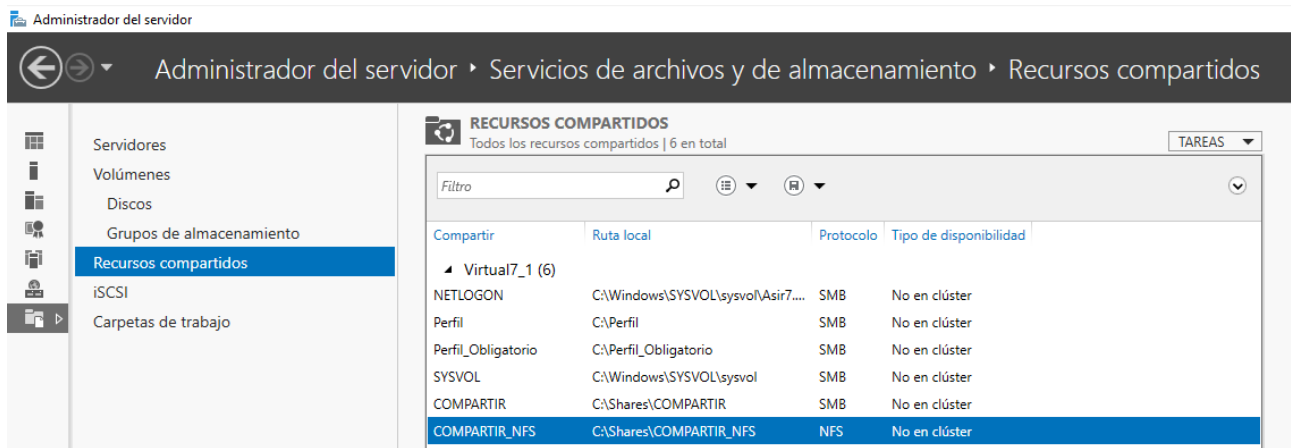 Administrador del servidor
Administrador del servidor ‣ Servicios de archivos y de almacenamiento ‣ Recursos compartidos
Servidores
Volúmenes
Discos
Grupos de almacenamiento
Recursos compartidos
iSCSI
Carpetas de trabajo
RECURSOS COMPARTIDOS
Todos los recursos compartidos | 6 en total
TAREAS
Filtro
Compartir Ruta local Protocolo Tipo de disponibilidad
Virtual7_1 (6)
NETLOGON C:\Windows\SYSVOL\sysvol\Asir7.... SMB No en clúster
Perfil C:\Perfil SMB No en clúster
Perfil_Obligatorio C:\Perfil_Obligatorio SMB No en clúster
SYSVOL C:\Windows\SYSVOL\sysvol SMB No en clúster
COMPARTIR C:\Shares\COMPARTIR SMB No en clúster
COMPARTIR_NFS C:\Shares\COMPARTIR_NFS NFS No en clúster